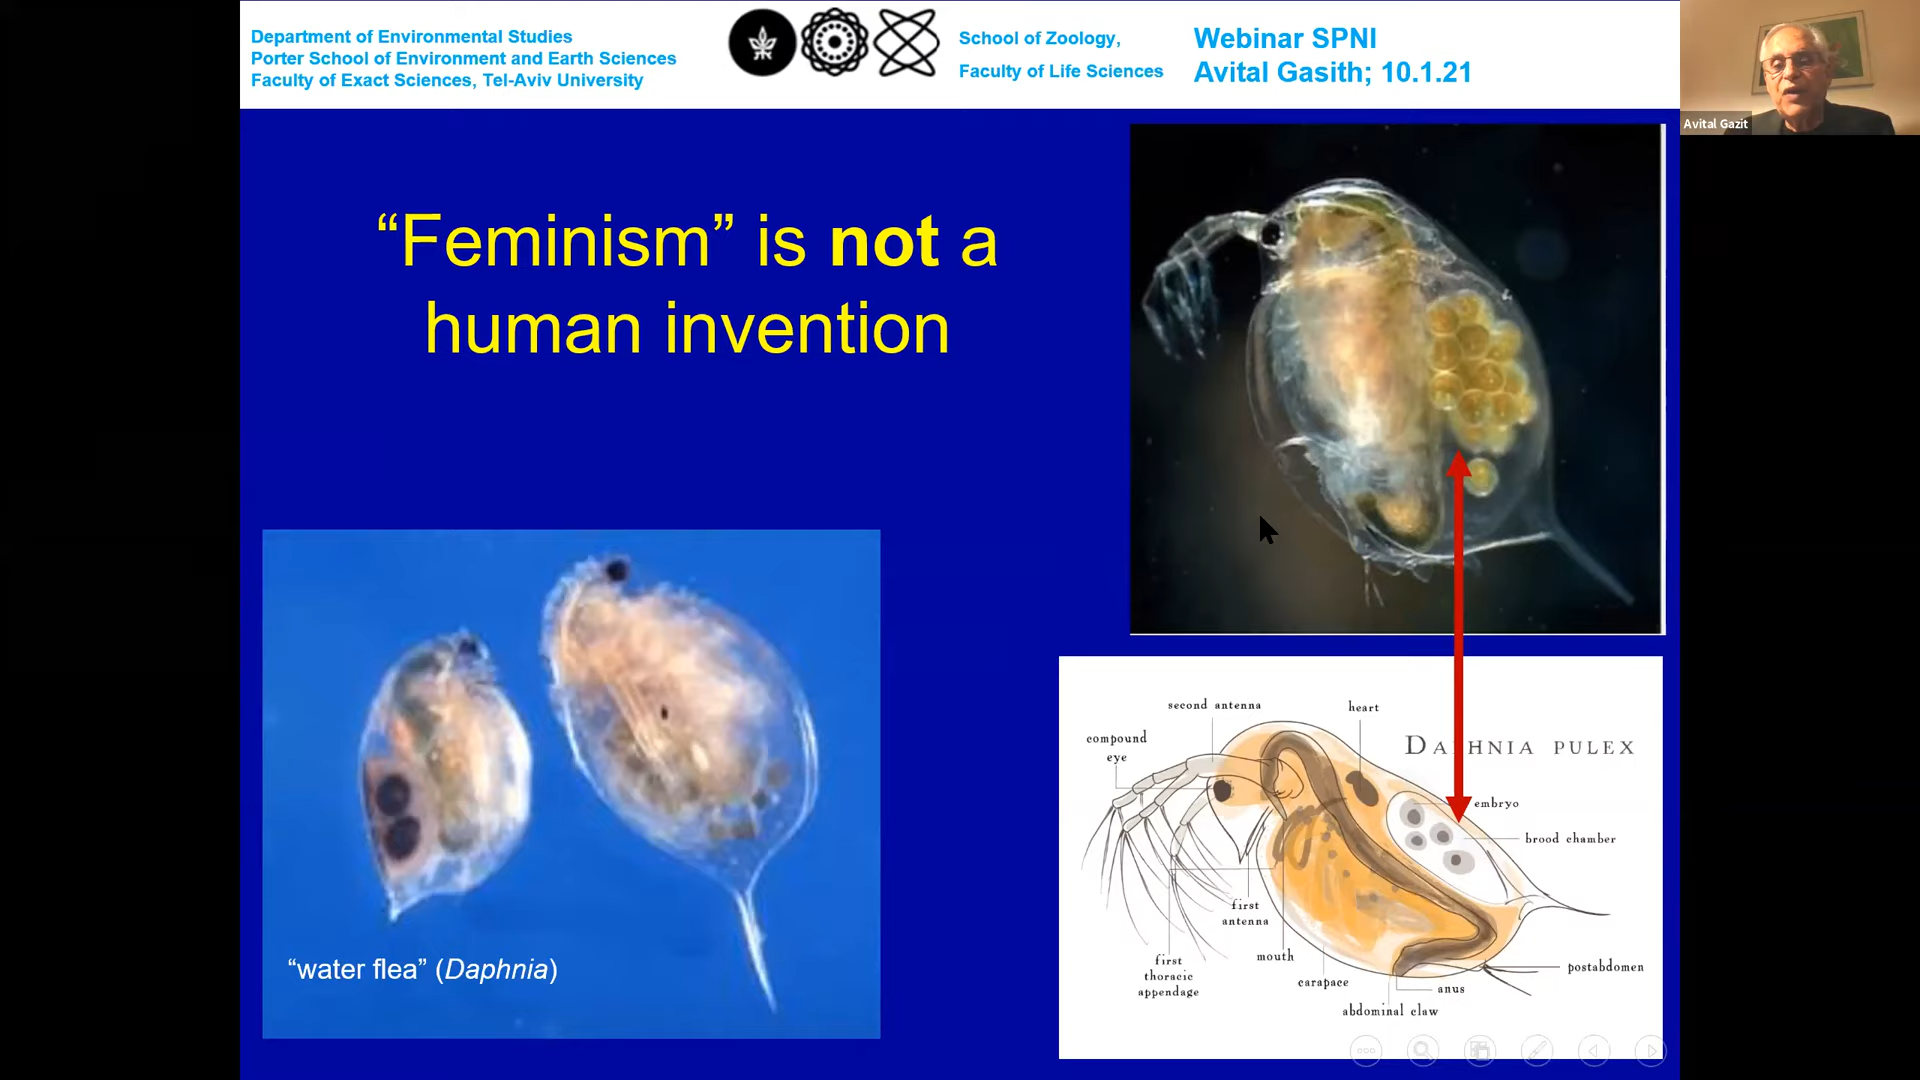 Department of Environmental Studies
Porter School of Environment and Earth Sciences
Faculty of Exact Sciences, Tel-Aviv University
School of Zoology,
Faculty of Life Sciences
Webinar SPNI
Avital Gasith; 10.1.21
Avital Gazit
“Feminism” is not a
human invention
“water flea” (Daphnia)
second antenna
heart
compound
eye
DAPHNIA PULEX
embryo
brood chamber
first
antenna
mouth
first
thoracic
appendage
carapace
abdominal claw
anus
postabdomen